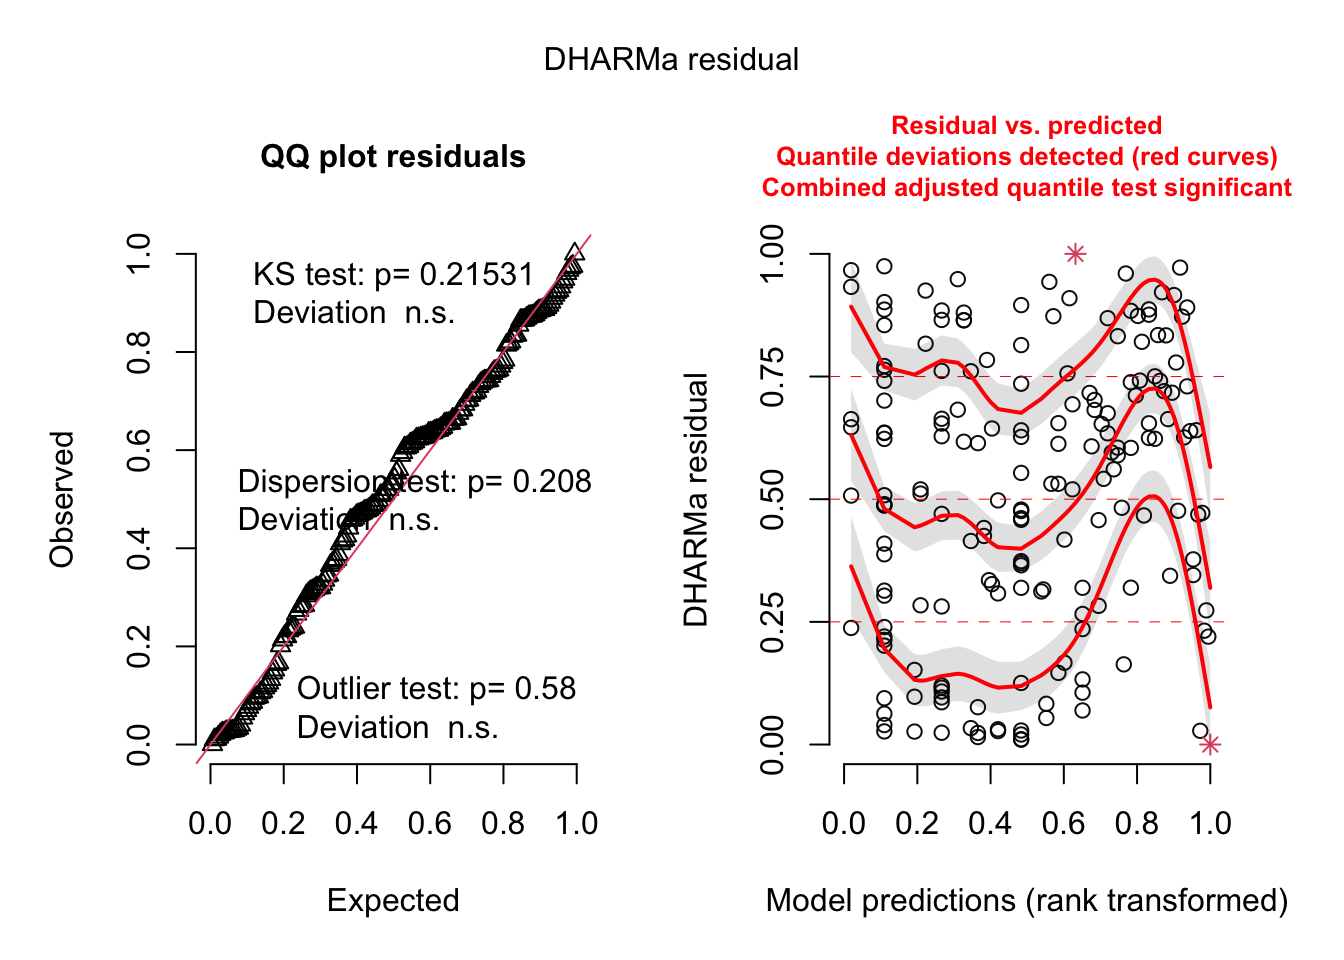 DHARMa residual
QQ plot residuals
KS test: p= 0.21531
Deviation  n.s.
Dispersion test: p= 0.208
Deviation  n.s.
Outlier test: p= 0.58
Deviation  n.s.
Observed
0.0 0.2 0.4 0.6 0.8 1.0
0.0 0.2 0.4 0.6 0.8 1.0
Expected
Residual vs. predicted
Quantile deviations detected (red curves)
Combined adjusted quantile test significant
DHARMa residual
0.00 0.25 0.50 0.75 1.00
0.0 0.2 0.4 0.6 0.8 1.0
Model predictions (rank transformed)